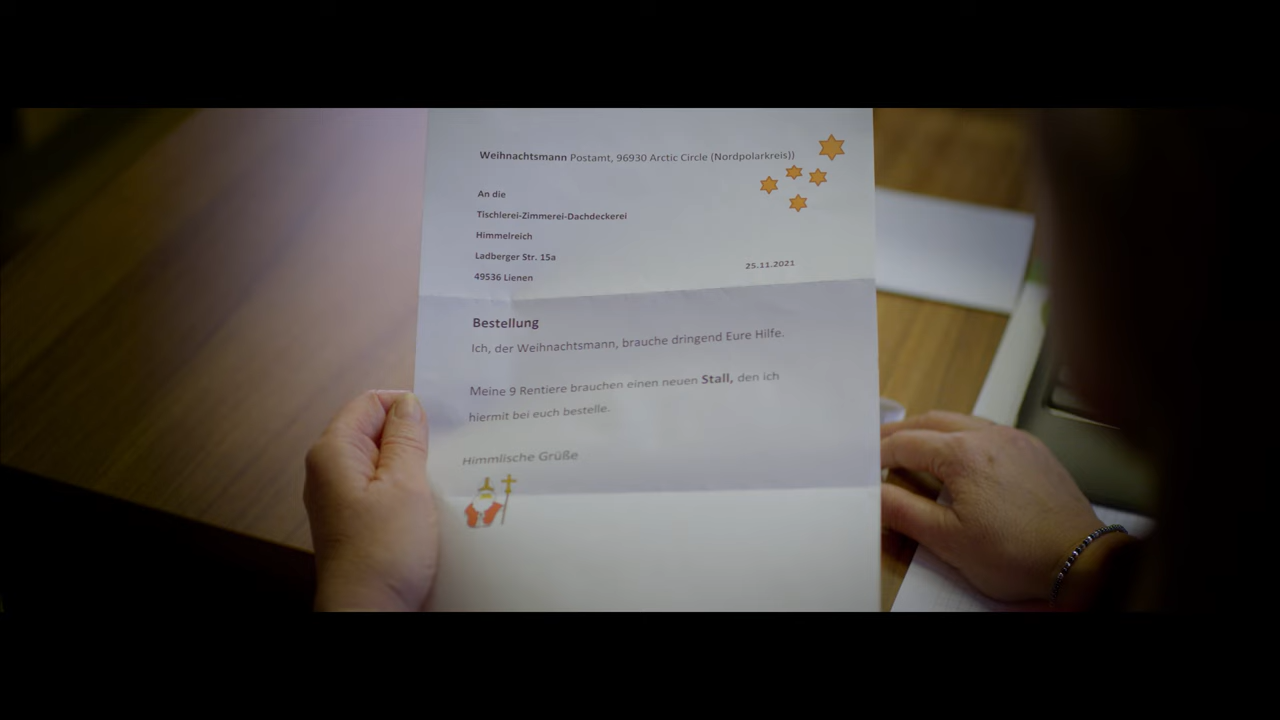 Weihnachtsmann Postamt, 96930 Arctic Circle (Nordpolarkreis))
An die
Tischlerei-Zimmerei-Dachdeckerei
Himmelreich
Ladberger Str. 15a
49536 Lienen
25.11.2021
Bestellung
Ich, der Weihnachtsmann, brauche dringend Eure Hilfe.
Meine 9 Rentiere brauchen einen neuen Stall, den ich
hiermit bei euch bestelle.
Himmlische Grüße